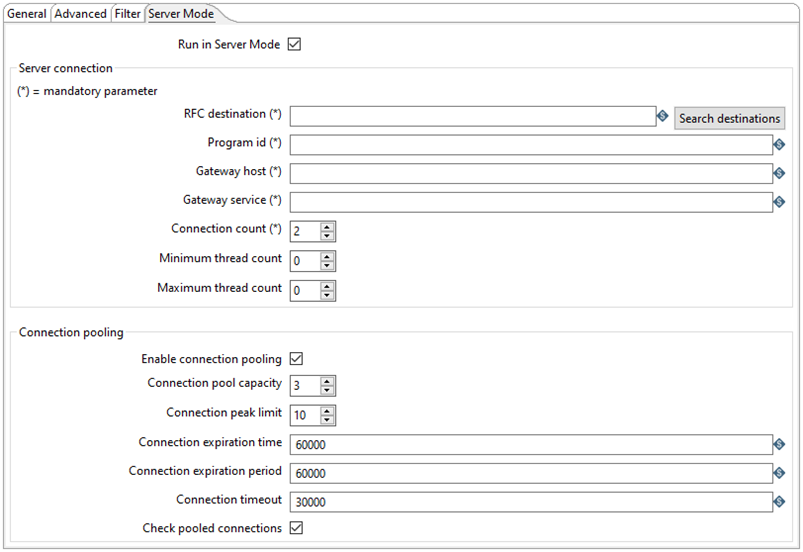 General Advanced Filter Server Mode
Run in Server Mode
Server connection
(*) = mandatory parameter
RFC destination (*) Search destinations
Program id (*)
Gateway host (*)
Gateway service (*)
Connection count (*) 2
Minimum thread count 0
Maximum thread count 0
Connection pooling
Enable connection pooling
Connection pool capacity 3
Connection peak limit 10
Connection expiration time 60000
Connection expiration period 60000
Connection timeout 30000
Check pooled connections